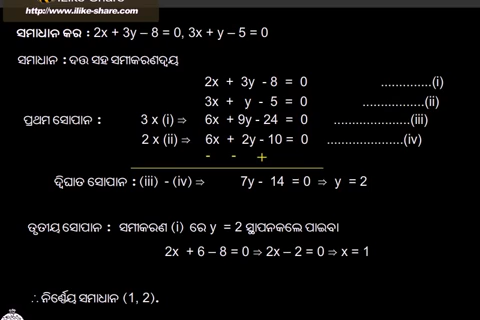 http://www.ilike-share.com
ସମାଧାନ କର : 2x + 3y – 8 = 0, 3x + y – 5 = 0
ସମାଧାନ : ଦତ୍ତ ସହ ସମୀକରଣଦ୍ୱୟ
2x + 3y - 8 = 0 ..............(i)
3x + y - 5 = 0 .................(ii)
ପ୍ରଥମ ସୋପାନ : 3 x (i) ⇒ 6x + 9y - 24 = 0 .....................(iii)
2 x (ii) ⇒ 6x + 2y - 10 = 0 .....................(iv)
- - +
ଦ୍ୱିଘାତ ସୋପାନ : (iii) - (iv) ⇒ 7y - 14 = 0 ⇒ y = 2
ତୃତୀୟ ସୋପାନ : ସମୀକରଣ (i) ରେ y = 2 ସ୍ଥାପନକଲେ ପାଇବା
2x + 6 – 8 = 0 ⇒ 2x – 2 = 0 ⇒ x = 1
∴ ନିର୍ଣ୍ଣେୟ ସମାଧାନ (1, 2).